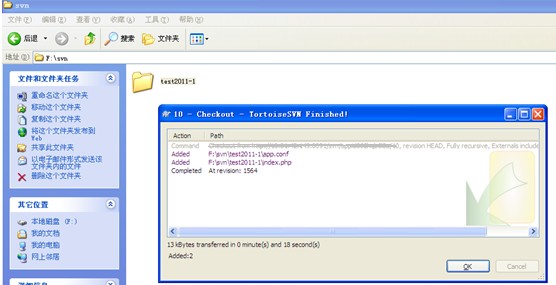 svn
文件(F) 编辑(E) 查看(V) 收藏(A) 工具(T) 帮助(H)
后退 搜索 文件夹
地址(D) F:\svn
文件和文件夹任务
重命名这个文件夹
移动这个文件夹
复制这个文件夹
将这个文件夹发布到
Web
共享此文件夹
以电子邮件形式发送该
文件夹内的文件
删除这个文件夹
其它位置
本地磁盘 (F:)
我的文档
我的电脑
网上邻居
详细信息
test2011-1
10 - Checkout - TortoiseSVN Finished!
Action Path
Command Checkout from , revision HEAD, Fully recursive, Externals include
Added F:\svn\test2011-1\app.conf
Added F:\svn\test2011-1\index.php
Completed At revision: 1564
13 kBytes transferred in 0 minute(s) and 18 second(s)
Added:2
OK Cancel